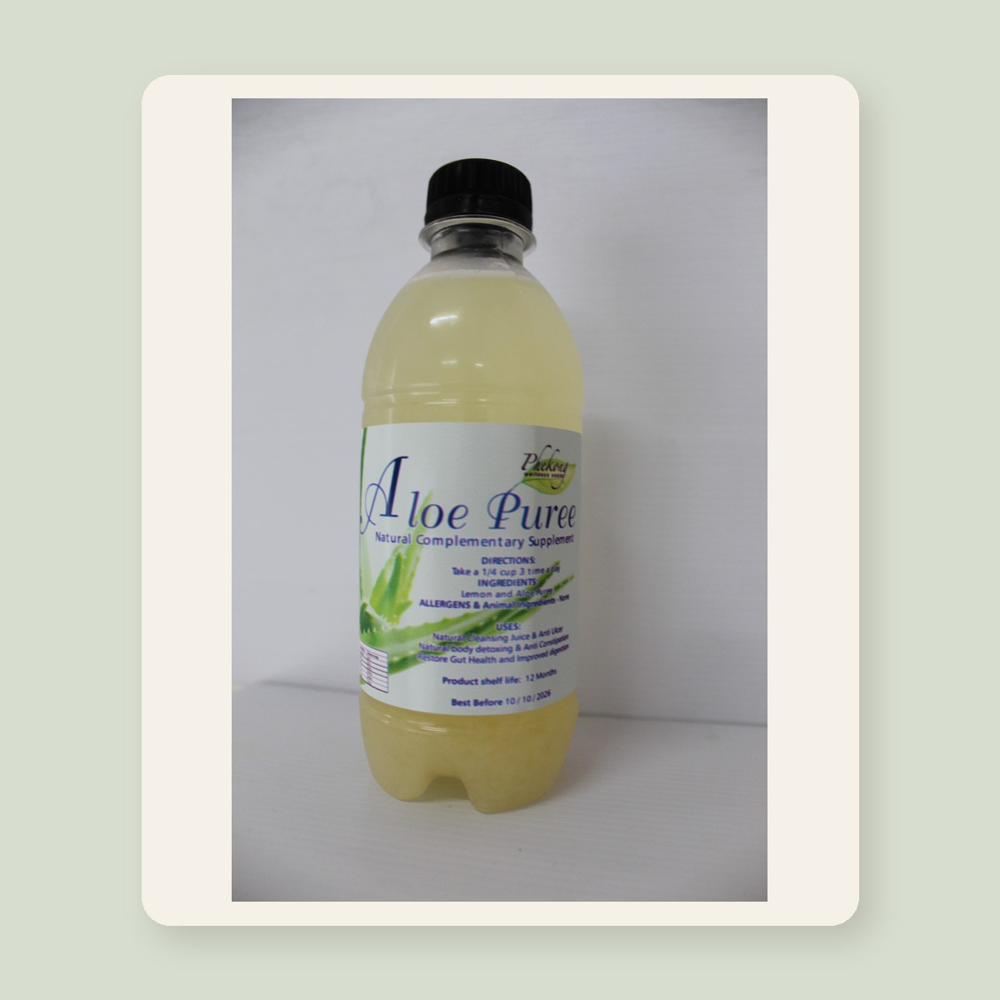 Phekong
wellness centre
Aloe Puree
Natural Complementary Supplement
DIRECTIONS:
Take a 1/4 cup 3 time a day
INGREDIENTS:
Lemon and Aloe Puree
ALLERGENS & Animal Ingredients - None
USES:
Natural Cleansing Juice & Anti Ulcer
Natural body detoxing & Anti Constipation
Restore Gut Health and Improved digestion
Product shelf life: 12 Months
Best Before 10 / 10 / 2026